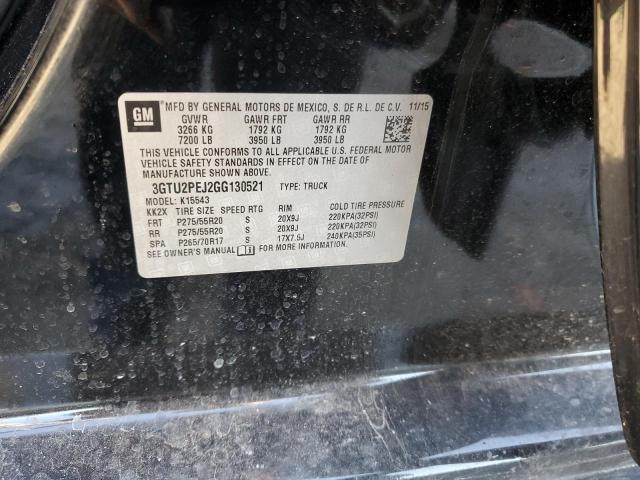 GM
MFD BY GENERAL MOTORS DE MEXICO, S. DE R.L. DE C.V. 11/15
GVWR GAWR FRT GAWR RR
3266 KG 1792 KG 1792 KG
7200 LB 3950 LB 3950 LB
THIS VEHICLE CONFORMS TO ALL APPLICABLE U.S. FEDERAL MOTOR
VEHICLE SAFETY STANDARDS IN EFFECT ON THE DATE OF
MANUFACTURE SHOWN ABOVE.
3GTU2PEJ2GG130521 TYPE: TRUCK
MODEL: K15543
KK2X TIRE SIZE SPEED RTG RIM COLD TIRE PRESSURE
FRT P275/55R20 S 20X9J 220KPA(32PSI)
RR P275/55R20 S 20X9J 220KPA(32PSI)
SPA P265/70R17 S 17X7.5J 240KPA(35PSI)
SEE OWNER'S MANUAL FOR MORE INFORMATION.